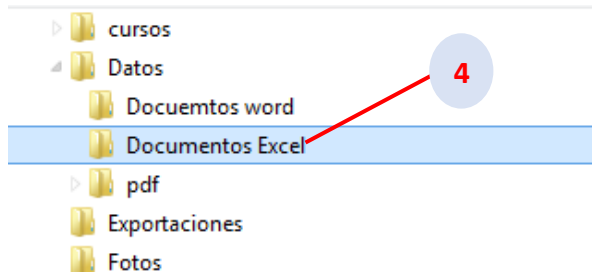 cursos
Datos
4
Docuemtos word
Documentos Excel
pdf
Exportaciones
Fotos